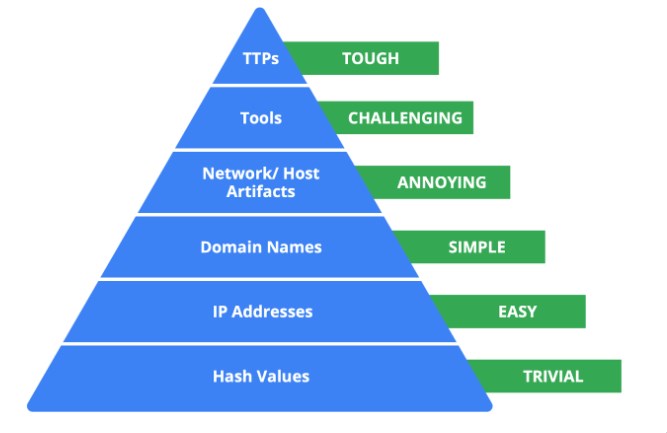 TTPs TOUGH
Tools CHALLENGING
Network/ Host
Artifacts ANNOYING
Domain Names SIMPLE
IP Addresses EASY
Hash Values TRIVIAL